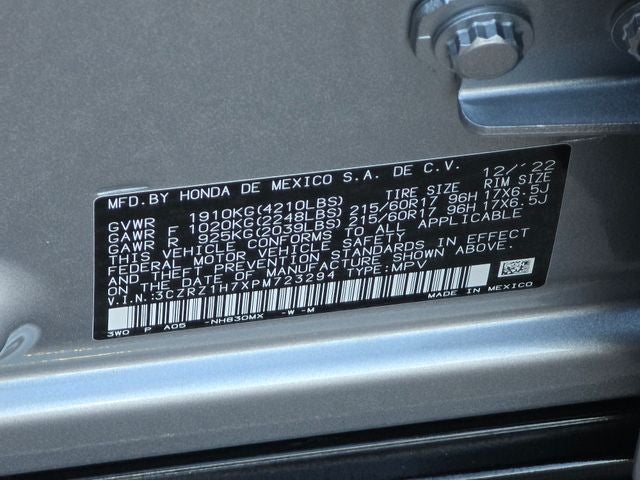 MFD.BY HONDA DE MEXICO S.A. DE C.V. 12/'22
TIRE SIZE RIM SIZE
GVWR 1910KG(4210LBS)
GAWR F 1020KG(2248LBS) 215/60R17 96H 17X6.5J
GAWR R 925KG(2039LBS) 215/60R17 96H 17X6.5J
THIS VEHICLE CONFORMS TO ALL APPLICABLE
FEDERAL MOTOR VEHICLE SAFETY
AND THEFT PREVENTION STANDARDS IN EFFECT
ON THE DATE OF MANUFACTURE SHOWN ABOVE.
V.I.N.:3CZRZ1H7XPM723294 TYPE:MPV
3W0 P A05 -NH830MX -W -M MADE IN MEXICO